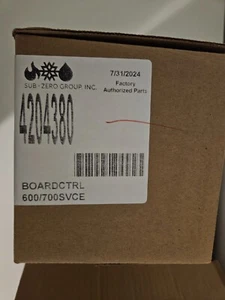 SUB-ZERO GROUP, INC.
7/31/2024
Factory
Authorized Parts
4204380
BOARDCTRL
600/700SVCE